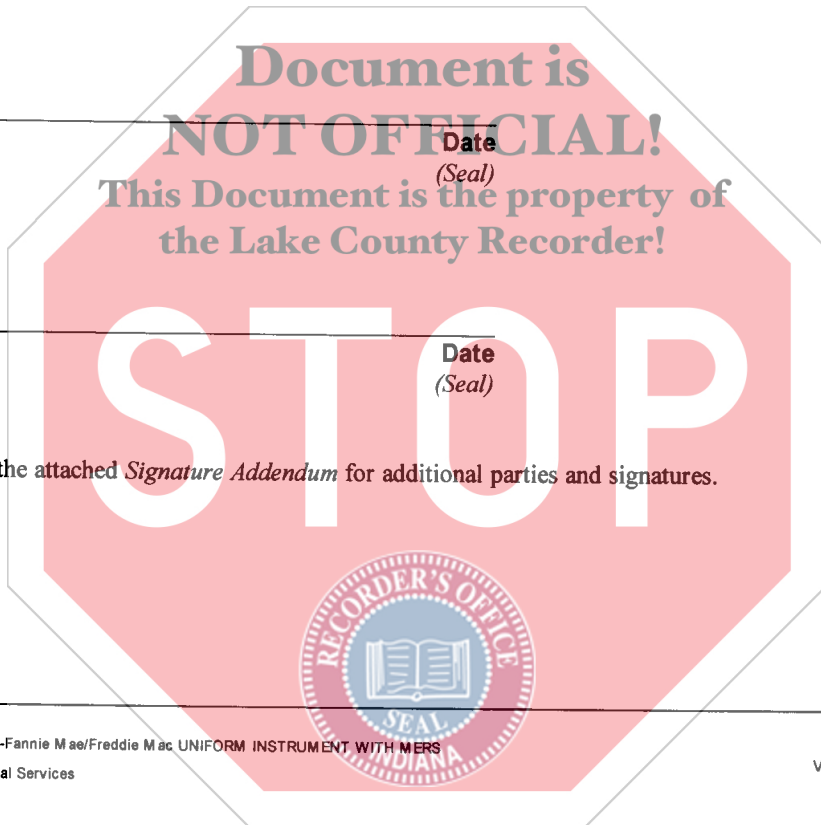 Document is
NOT OFFICIAL!
Date
(Seal)
This Document is the property of
the Lake County Recorder!
STOP
Date
(Seal)
the attached Signature Addendum for additional parties and signatures.
RECORDER'S OFFICE
SEAL
INDIANA
-Fannie Mae/Freddie Mac UNIFORM INSTRUMENT WITH MERS
al Services
V